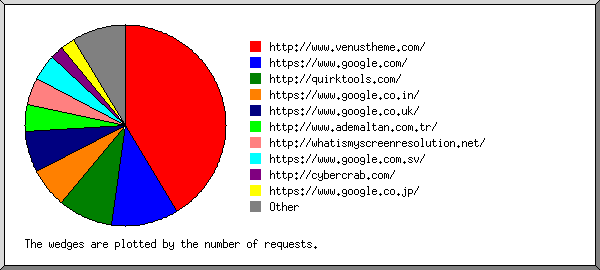 http://www.venustheme.com/
https://www.google.com/
http://quirktools.com/
https://www.google.co.in/
https://www.google.co.uk/
http://www.ademaltan.com.tr/
http://whatismyscreenresolution.net/
https://www.google.com.sv/
http://cybercrab.com/
https://www.google.co.jp/
Other
The wedges are plotted by the number of requests.